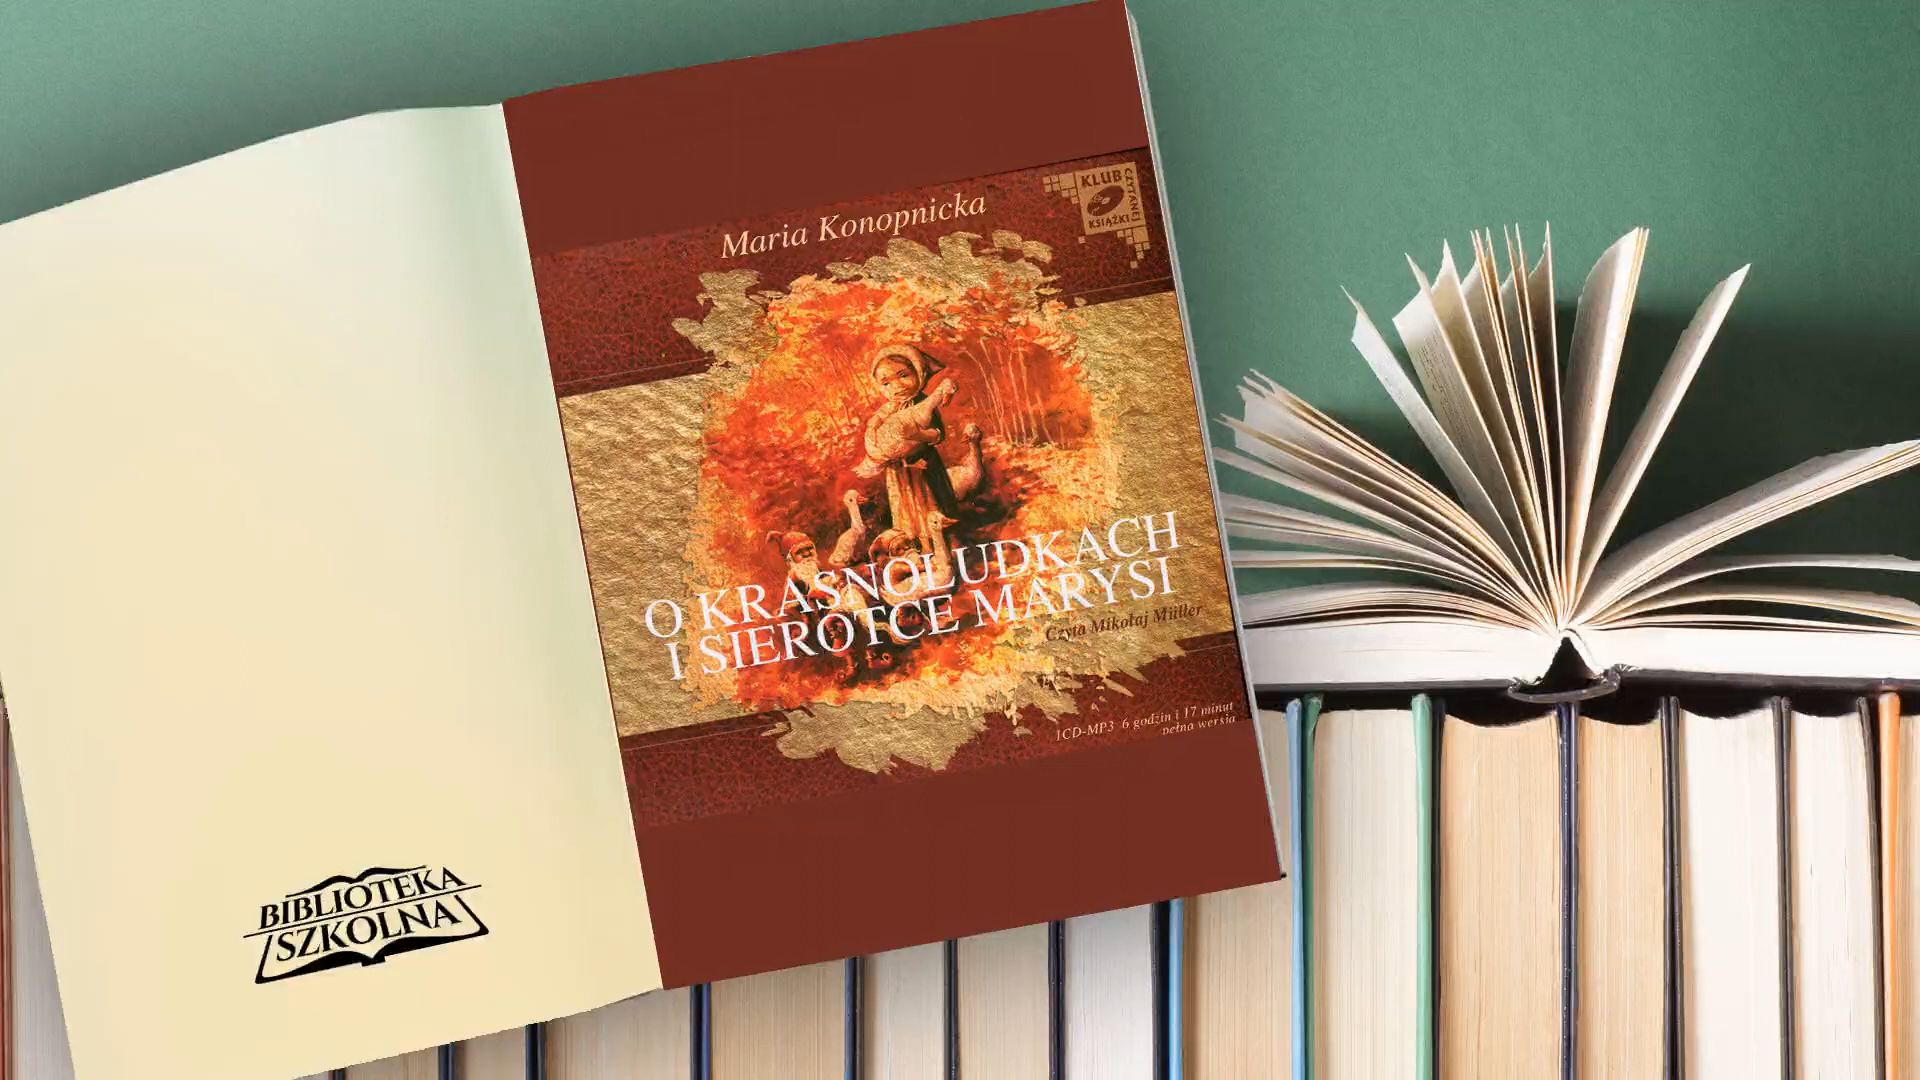 Maria Konopnicka
KLUB
CZYTANEJ
KSIĄŻKI
O KRASNOLUDKACH
I SIEROTCE MARYSI
Czyta Mikołaj Müller
1CD-MP3 6 godzin i 17 minut
pełna wersja
BIBLIOTEKA
SZKOLNA